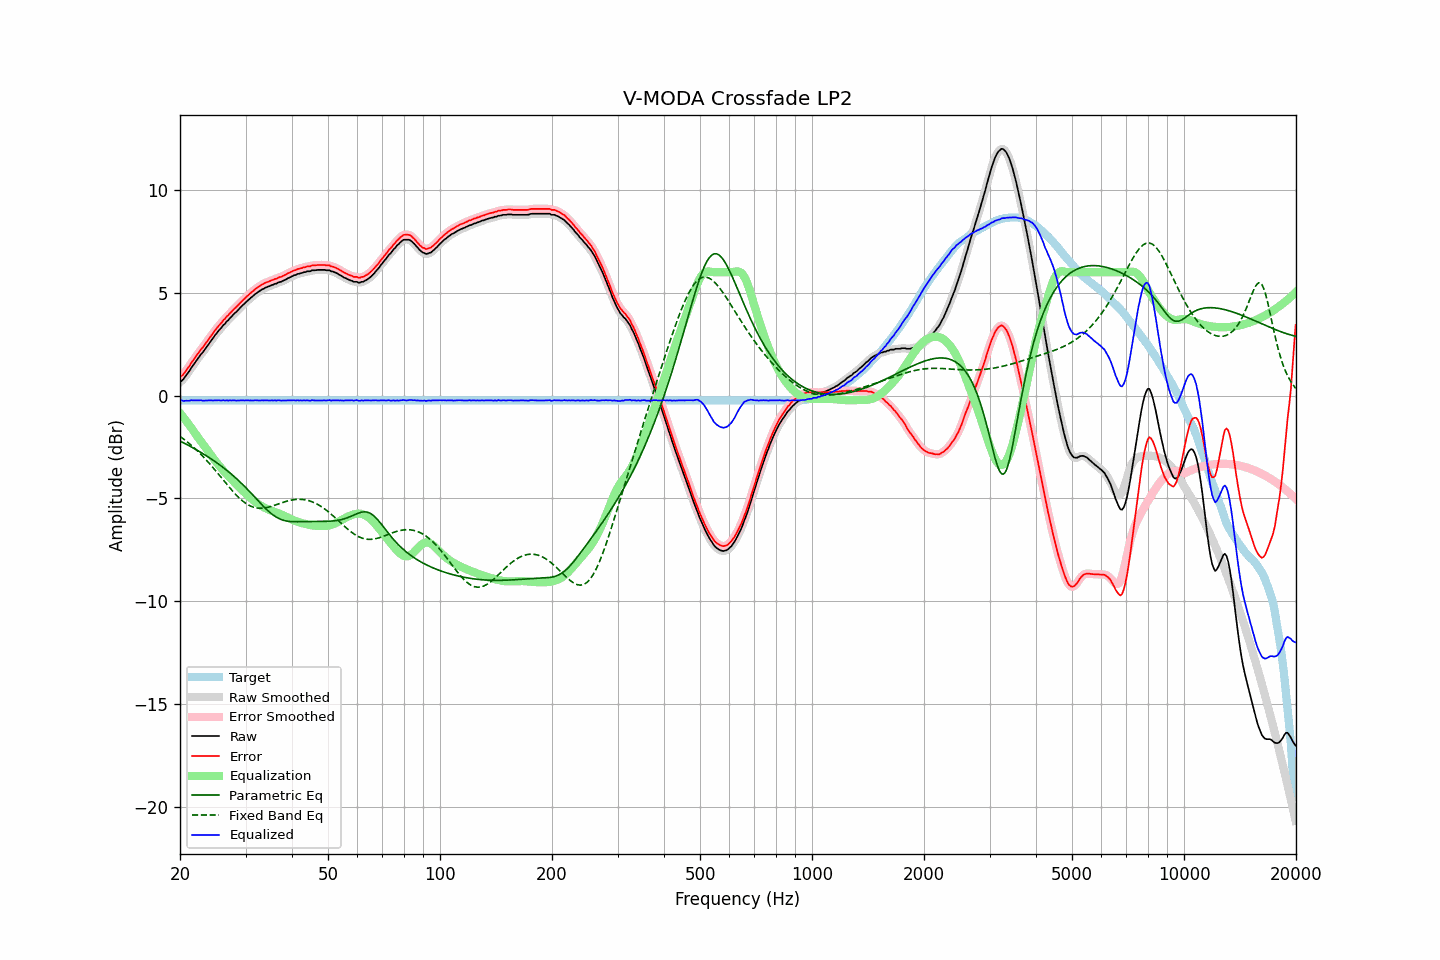 V-MODA Crossfade LP2
Amplitude (dBr)
10
5
0
−5
−10
−15
−20
Target
Raw Smoothed
Error Smoothed
Raw
Error
Equalization
Parametric Eq
Fixed Band Eq
Equalized
20
50
100
200
500
1000
2000
5000
10000
20000
Frequency (Hz)